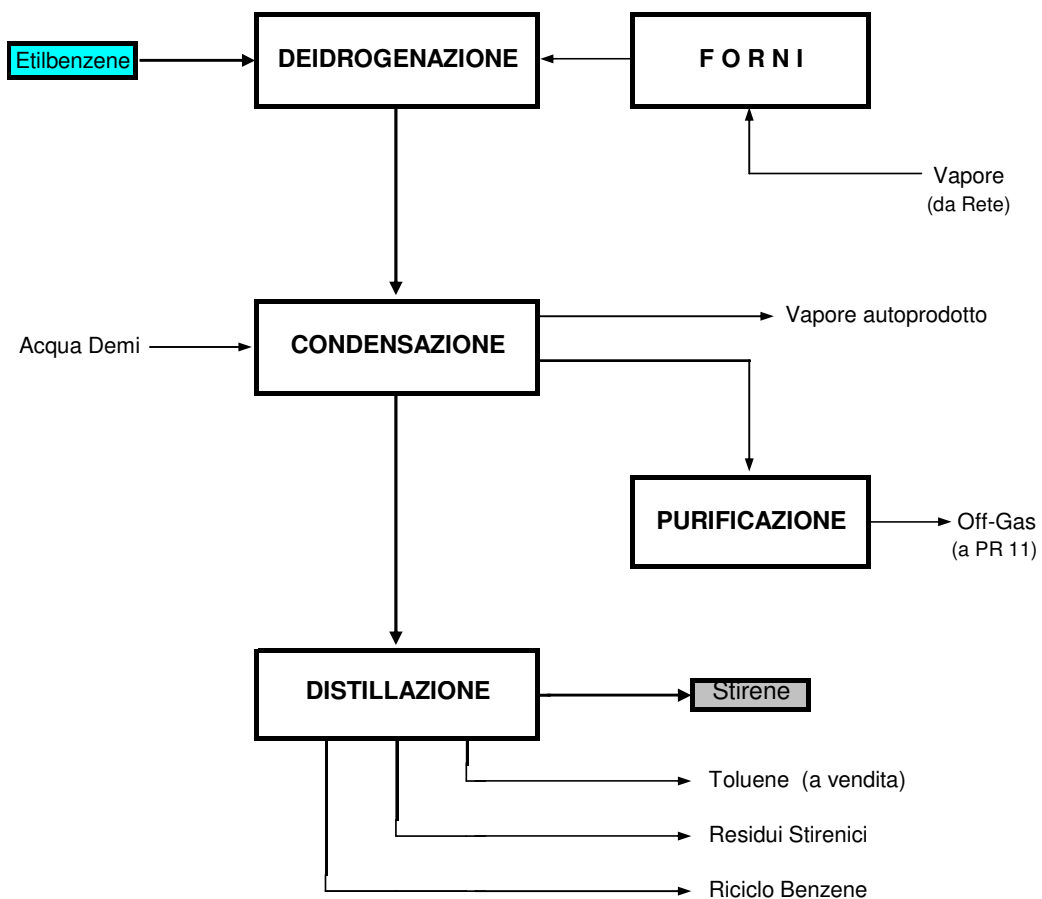 Etilbenzene
DEIDROGENAZIONE
F O R N I
Vapore
(da Rete)
Acqua Demi
CONDENSAZIONE
Vapore autoprodotto
PURIFICAZIONE
Off-Gas
(a PR 11)
DISTILLAZIONE
Stirene
Toluene (a vendita)
Residui Stirenici
Riciclo Benzene